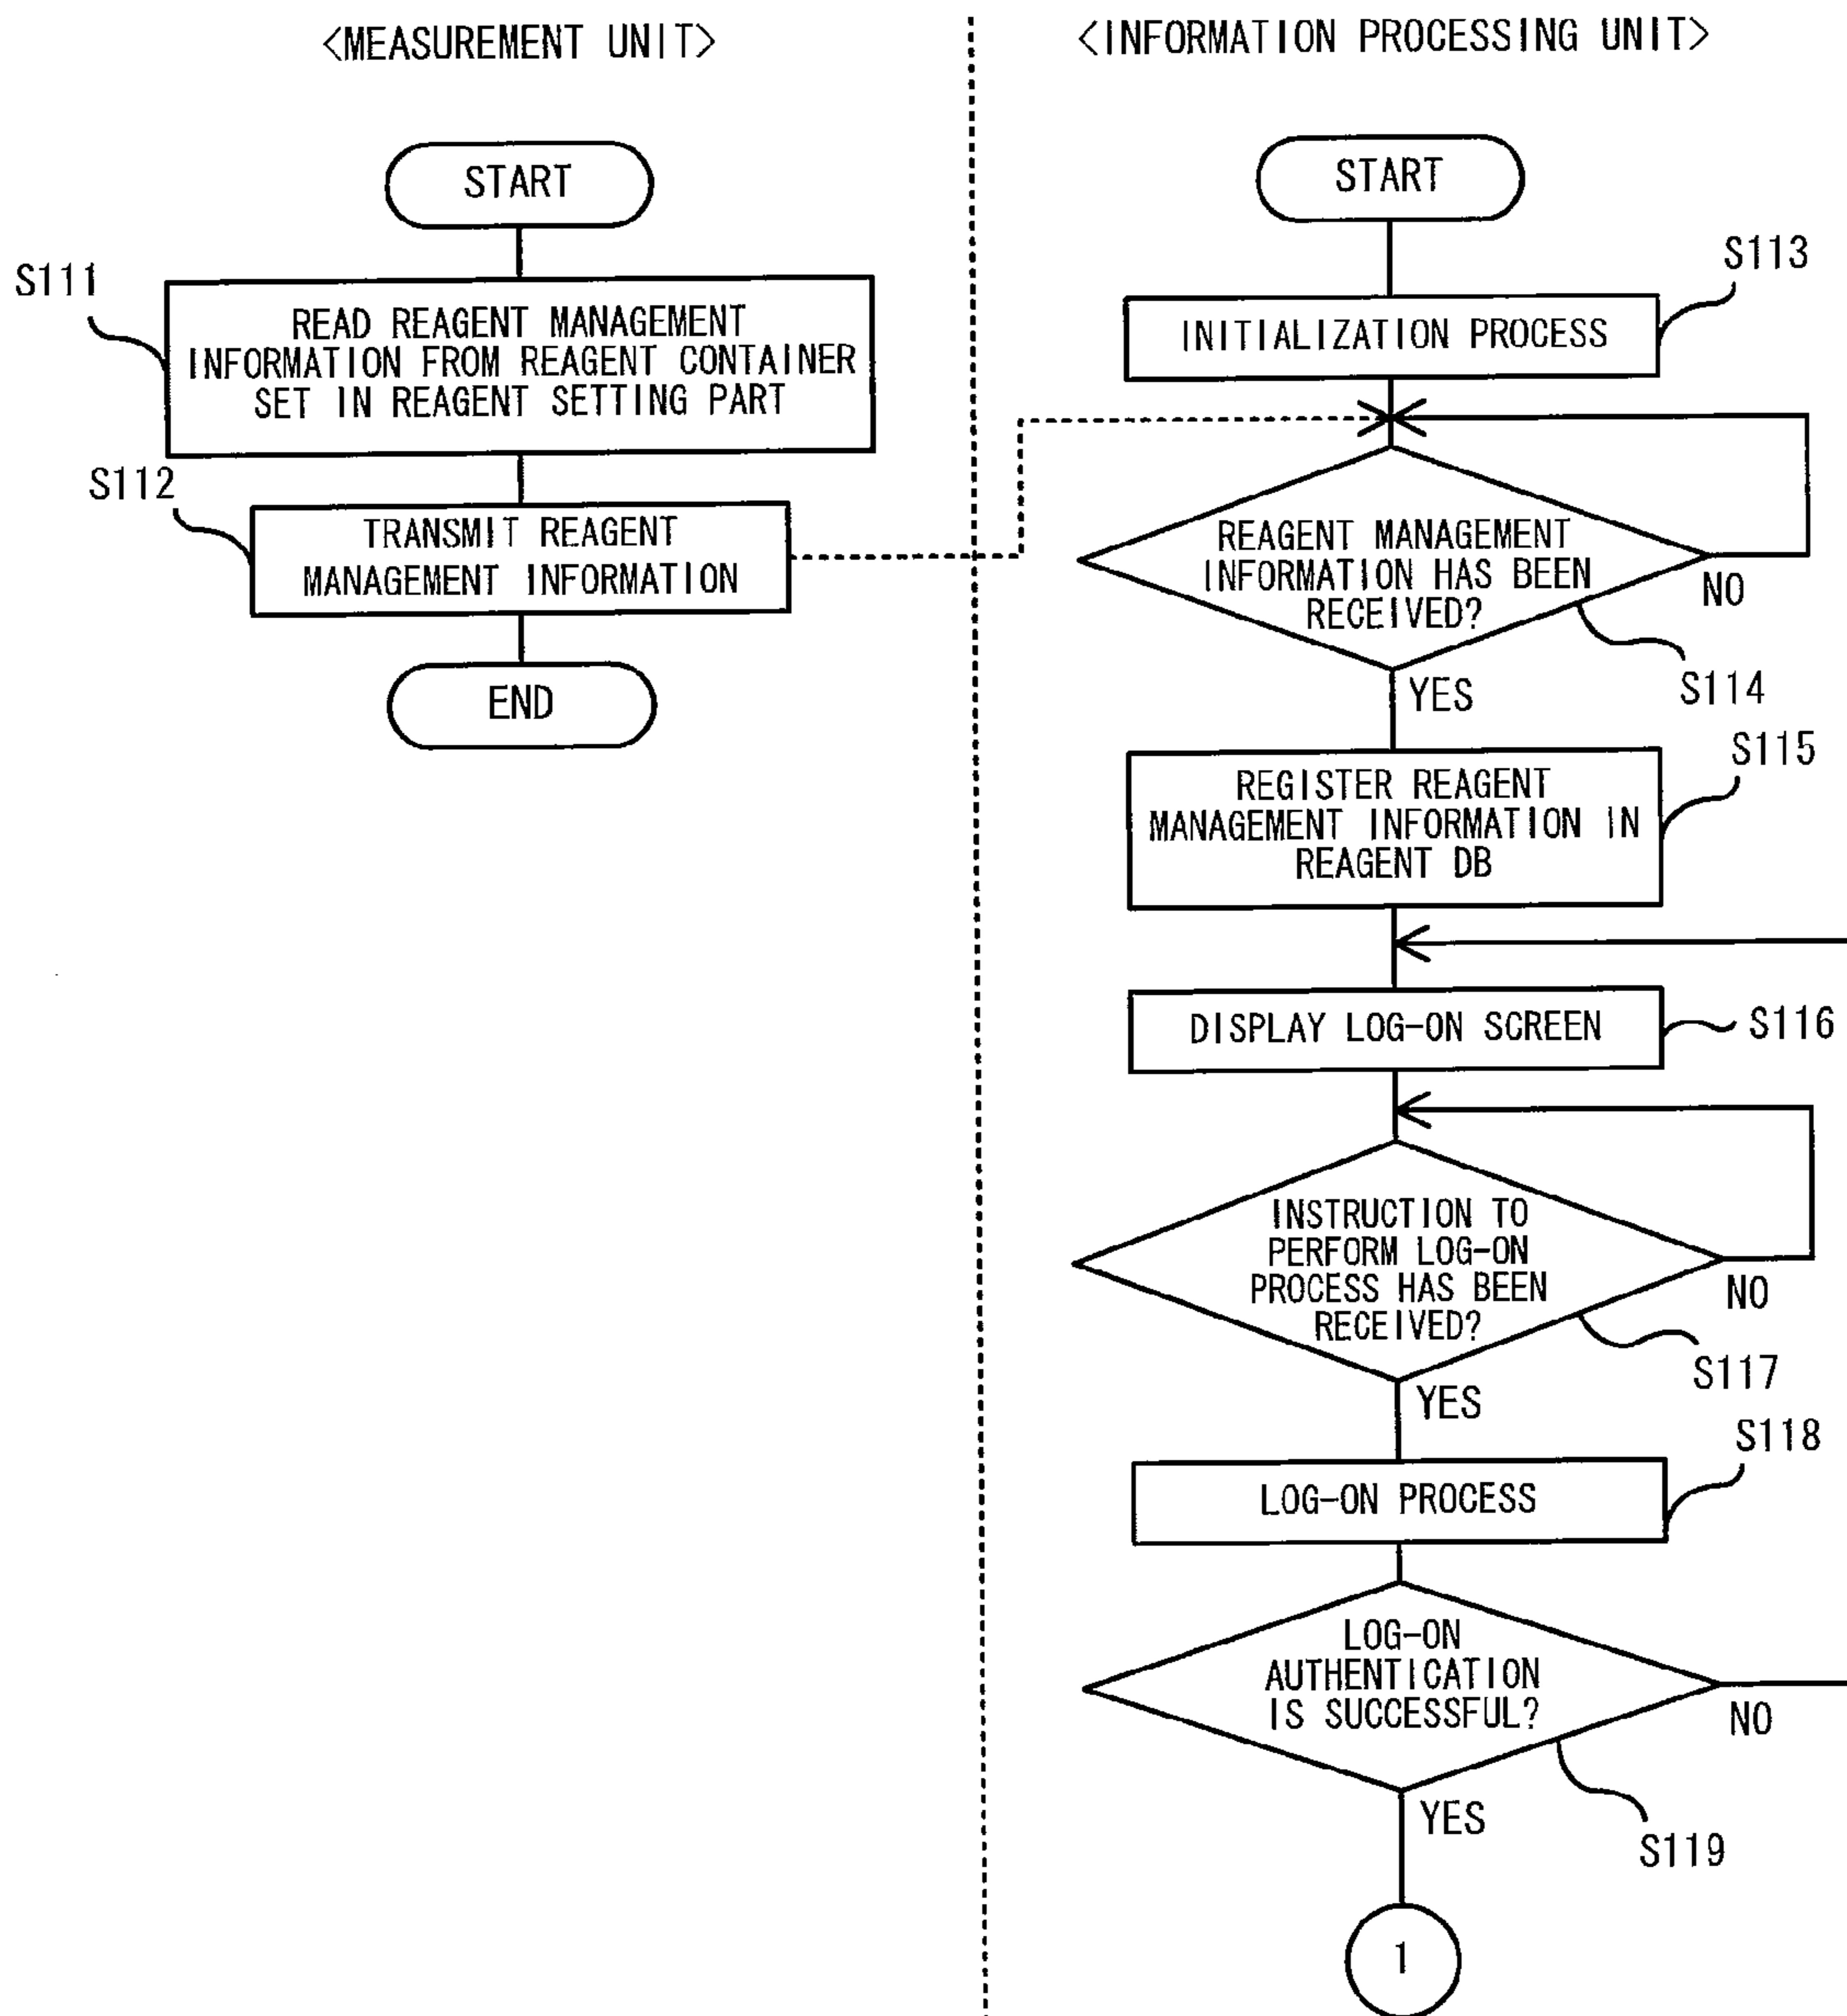 <MEASUREMENT UNIT>
START
S111
READ REAGENT MANAGEMENT
INFORMATION FROM REAGENT CONTAINER
SET IN REAGENT SETTING PART
S112
TRANSMIT REAGENT
MANAGEMENT INFORMATION
END
<INFORMATION PROCESSING UNIT>
START
S113
INITIALIZATION PROCESS
REAGENT MANAGEMENT
INFORMATION HAS BEEN
RECEIVED?
NO
S114
YES
S115
REGISTER REAGENT
MANAGEMENT INFORMATION IN
REAGENT DB
DISPLAY LOG-ON SCREEN
S116
INSTRUCTION TO
PERFORM LOG-ON
PROCESS HAS BEEN
RECEIVED?
NO
S117
YES
S118
LOG-ON PROCESS
LOG-ON
AUTHENTICATION
IS SUCCESSFUL?
NO
YES
S119
1